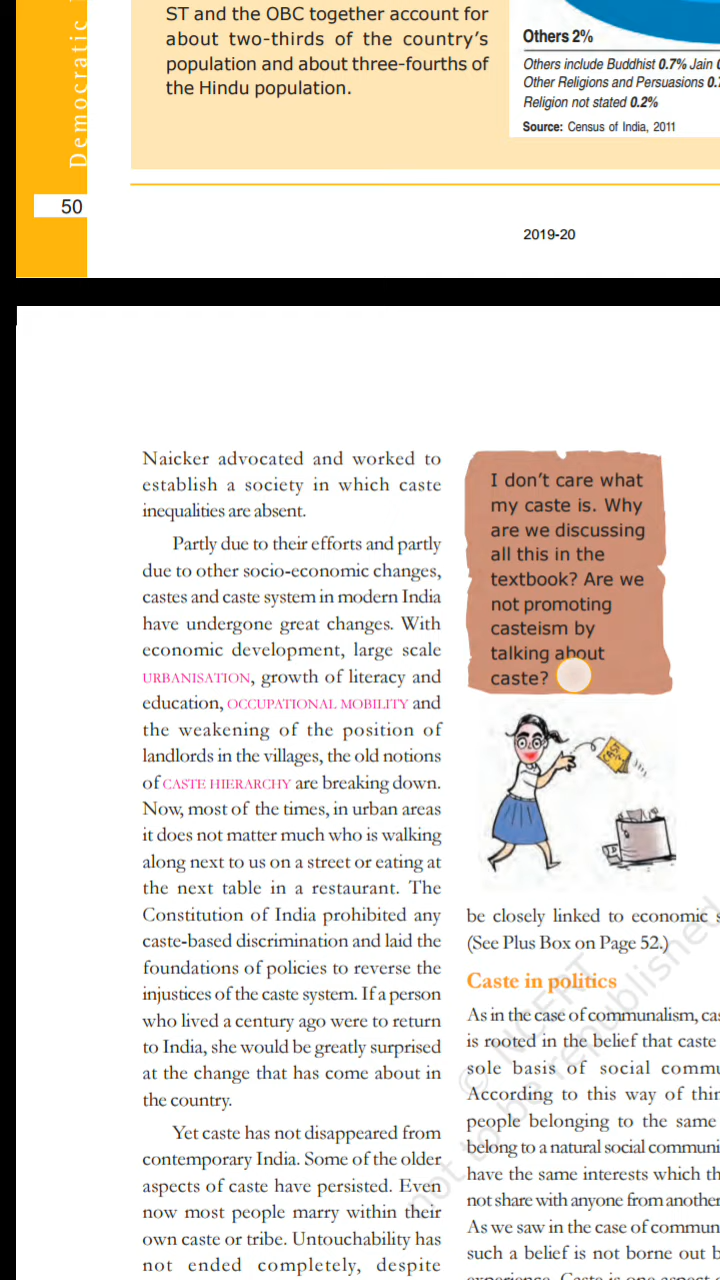 Democratic
ST and the OBC together account for
about two-thirds of the country's
population and about three-fourths of
the Hindu population.
Others 2%
Others include Buddhist 0.7% Jain
Other Religions and Persuasions
Religion not stated 0.2%
Source: Census of India, 2011
50
2019-20
Naicker advocated and worked to
establish a society in which caste
inequalities are absent.
Partly due to their efforts and partly
due to other socio-economic changes,
castes and caste system in modern India
have undergone great changes. With
economic development, large scale
URBANISATION, growth of literacy and
education, OCCUPATIONAL MOBILITY and
the weakening of the position of
landlords in the villages, the old notions
of CASTE HIERARCHY are breaking down.
Now, most of the times, in urban areas
it does not matter much who is walking
along next to us on a street or eating at
the next table in a restaurant. The
Constitution of India prohibited any
caste-based discrimination and laid the
foundations of policies to reverse the
injustices of the caste system. If a person
who lived a century ago were to return
to India, she would be greatly surprised
at the change that has come about in
the country.
Yet caste has not disappeared from
contemporary India. Some of the older
aspects of caste have persisted. Even
now most people marry within their
own caste or tribe. Untouchability has
not ended completely, despite
I don't care what
my caste is. Why
are we discussing
all this in the
textbook? Are we
not promoting
casteism by
talking about
caste?
CASTE
be closely linked to economic
(See Plus Box on Page 52.)
Caste in politics
As in the case of communalism,
is rooted in the belief that caste
sole basis of social
According to this way of
people belonging to the same
belong to a natural social
have the same interests which
not share with anyone from another
As we saw in the case of
such a belief is not borne out
experience. Caste is one aspect
© NCERT
not to be republished